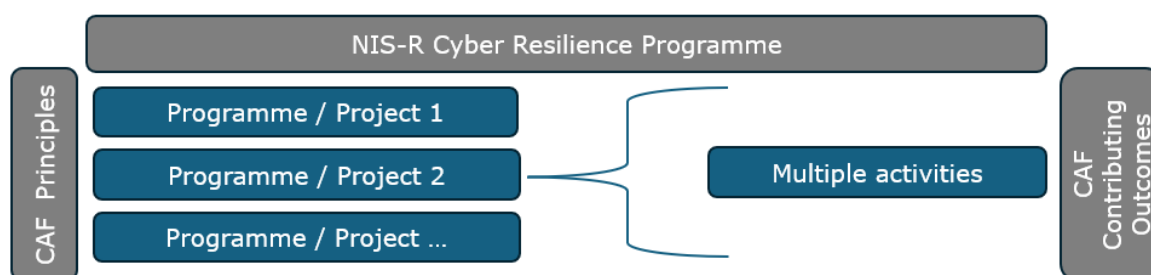 NIS-R Cyber Resilience Programme
CAF Principles
Programme / Project 1
Programme / Project 2
Programme / Project ...
Multiple activities
CAF
Contributing
Outcomes